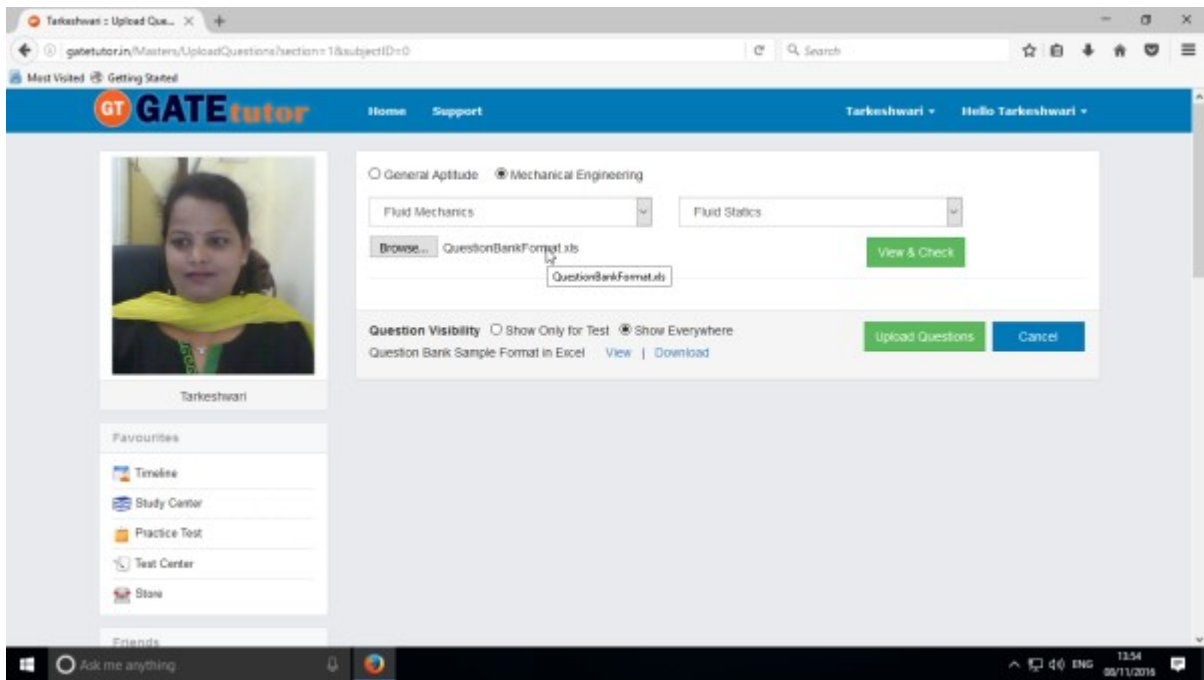 Tarkeshwari :: Upload Que...
gatetutor.in/Masters/UploadQuestions?section=1&subjectID=0
Search
Most Visited Getting Started
GT GATEtutor Home Support Tarkeshwari Hello Tarkeshwari
General Aptitude Mechanical Engineering
Fluid Mechanics Fluid Statics
Browse... QuestionBankFormat.xls View & Check
QuestionBankFormat.xls
Question Visibility Show Only for Test Show Everywhere Upload Questions Cancel
Question Bank Sample Format in Excel View | Download
Tarkeshwari
Favourites
Timeline
Study Center
Practice Test
Test Center
Store
Friends
Ask me anything ENG 13:54
08/11/2016